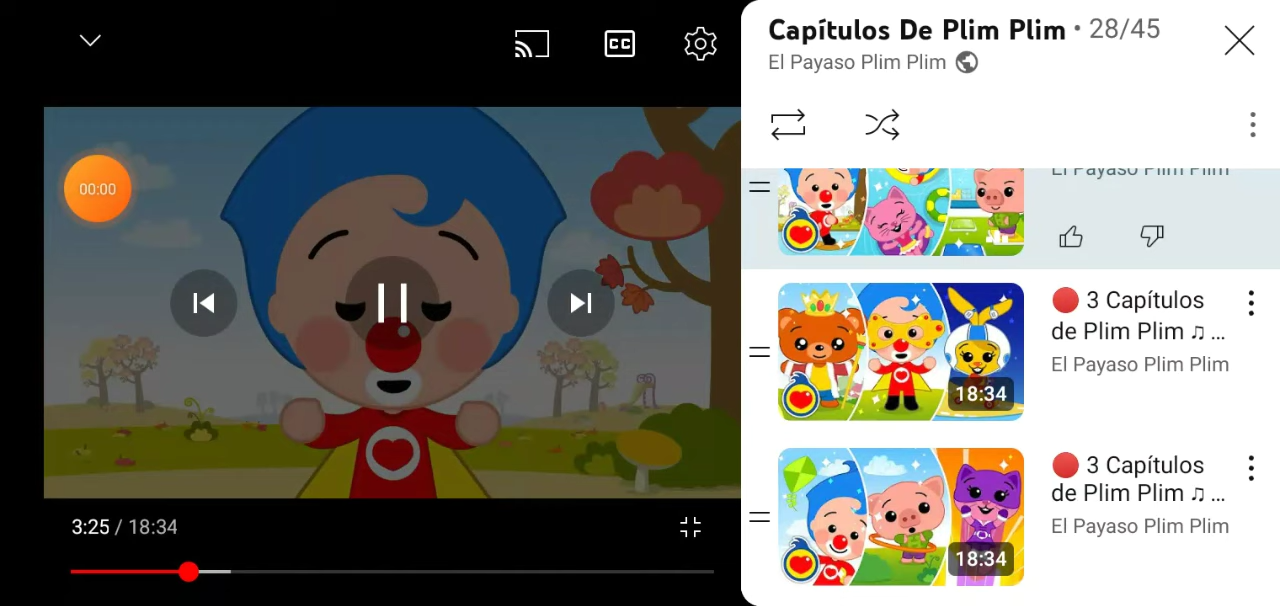 Capítulos De Plim Plim • 28/45
El Payaso Plim Plim
CC
00:00
El Payaso Plim Plim
🔴 3 Capítulos
de Plim Plim ♫ ...
El Payaso Plim Plim
18:34
🔴 3 Capítulos
de Plim Plim ♫ ...
El Payaso Plim Plim
18:34
3:25 / 18:34